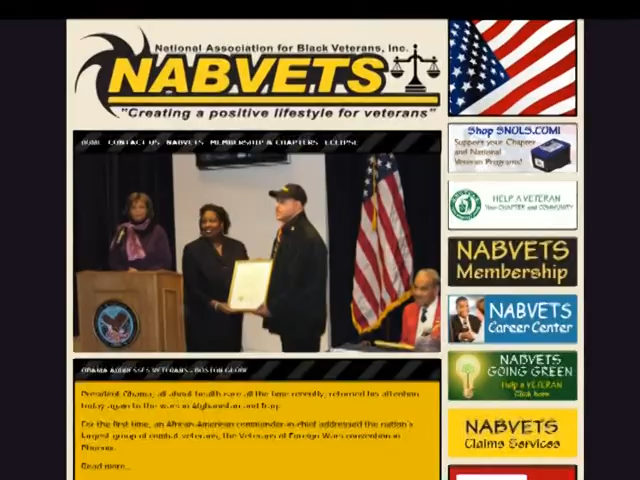 National Association for Black Veterans, Inc.
NABVETS
"Creating a positive lifestyle for veterans"
HOME CONTACT US NABVETS MEMBERSHIP & CHAPTERS ECLIPSE
Shop SNOLS.COM!
Support your Chapter
and National
Veteran Programs!
HELP A VETERAN
Your CHAPTER and COMMUNITY
NABVETS
Membership
NABVETS
Career Center
NABVETS
GOING GREEN
Help a VETERAN
Click here
NABVETS
Claims Services
OBAMA ADDRESSES VETERANS - BOSTON GLOBE
President Obama, all about health care all the time recently, returned his attention
today again to the wars in Afghanistan and Iraq.
For the first time, an African-American commander-in-chief addressed the nation's
largest group of combat veterans, the Veterans of Foreign Wars convention in
Phoenix.
Read more...